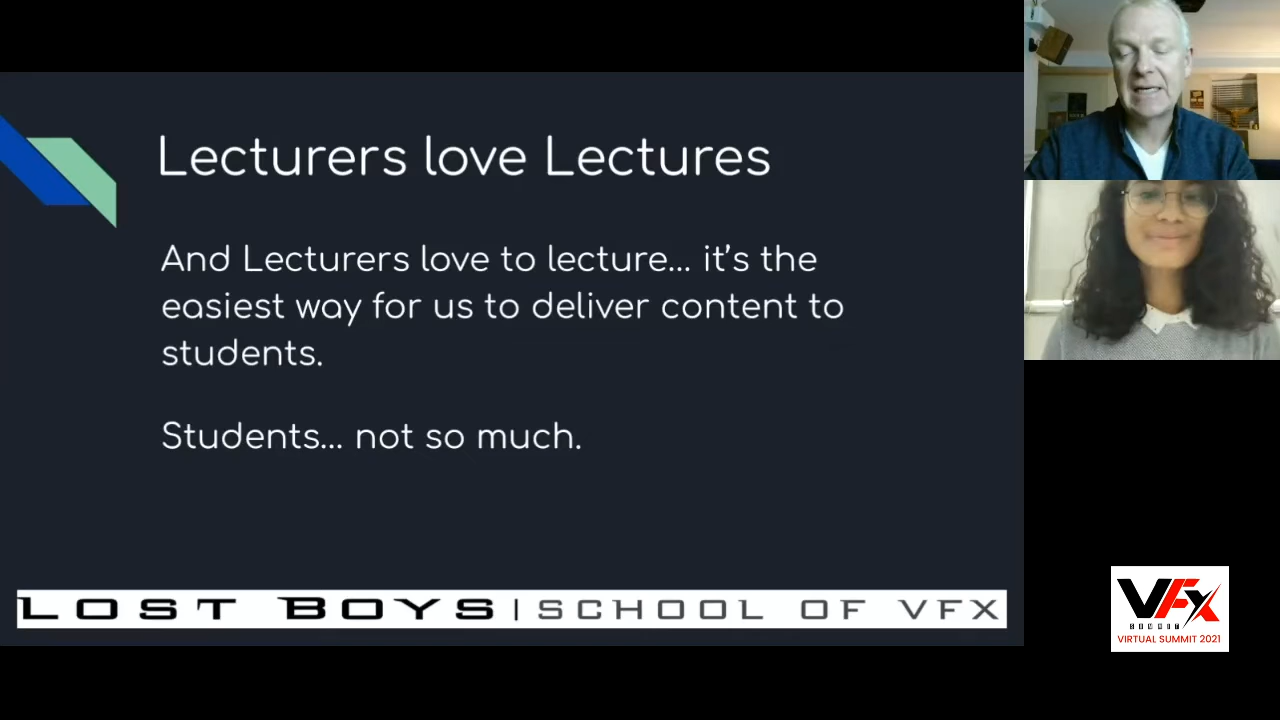 Lecturers love Lectures
And Lecturers love to lecture... it's the
easiest way for us to deliver content to
students.
Students... not so much.
LOST BOYS | SCHOOL OF VFX
VFX
SUMMIT
VIRTUAL SUMMIT 2021